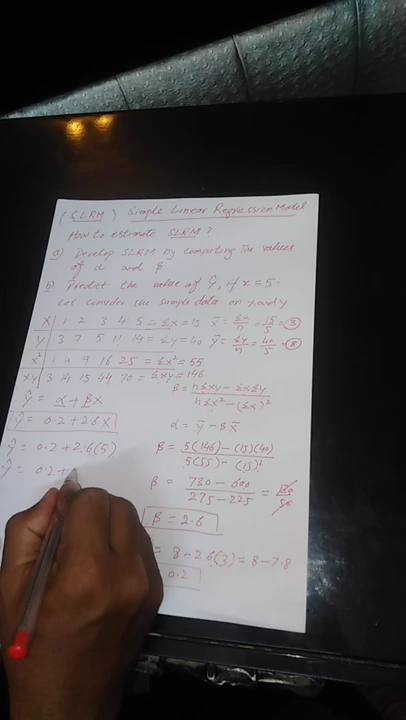 (SLRM) Simple Linear Regression Model
How to estimate SLRM?
a) Develop SLRM by computing the values
of α and β
b) Predict the value of Ŷ, if x = 5.
Let consider the sample data on X and Y
X 1 2 3 4 5 = Σx = 15 x̄ = Σx/n = 15/5 = 3
Y 3 7 5 11 14 = Σy = 40 ȳ = Σy/n = 40/5 = 8
X² 1 4 9 16 25 = Σx² = 55
XY 3 14 15 44 70 = Σxy = 146
Ŷ = α + βX
β = nΣxy - ΣxΣy / nΣx² - (Σx)²
Ŷ = 0.2 + 2.6X
α = ȳ - βx̄
Ŷ = 0.2 + 2.6(5)
β = 5(146) - (15)(40) / 5(55) - (15)²
Ŷ = 0.2 +
β = 730 - 600 / 275 - 225 = 130/50
β = 2.6
= 8 - 2.6(3) = 8 - 7.8
0.2